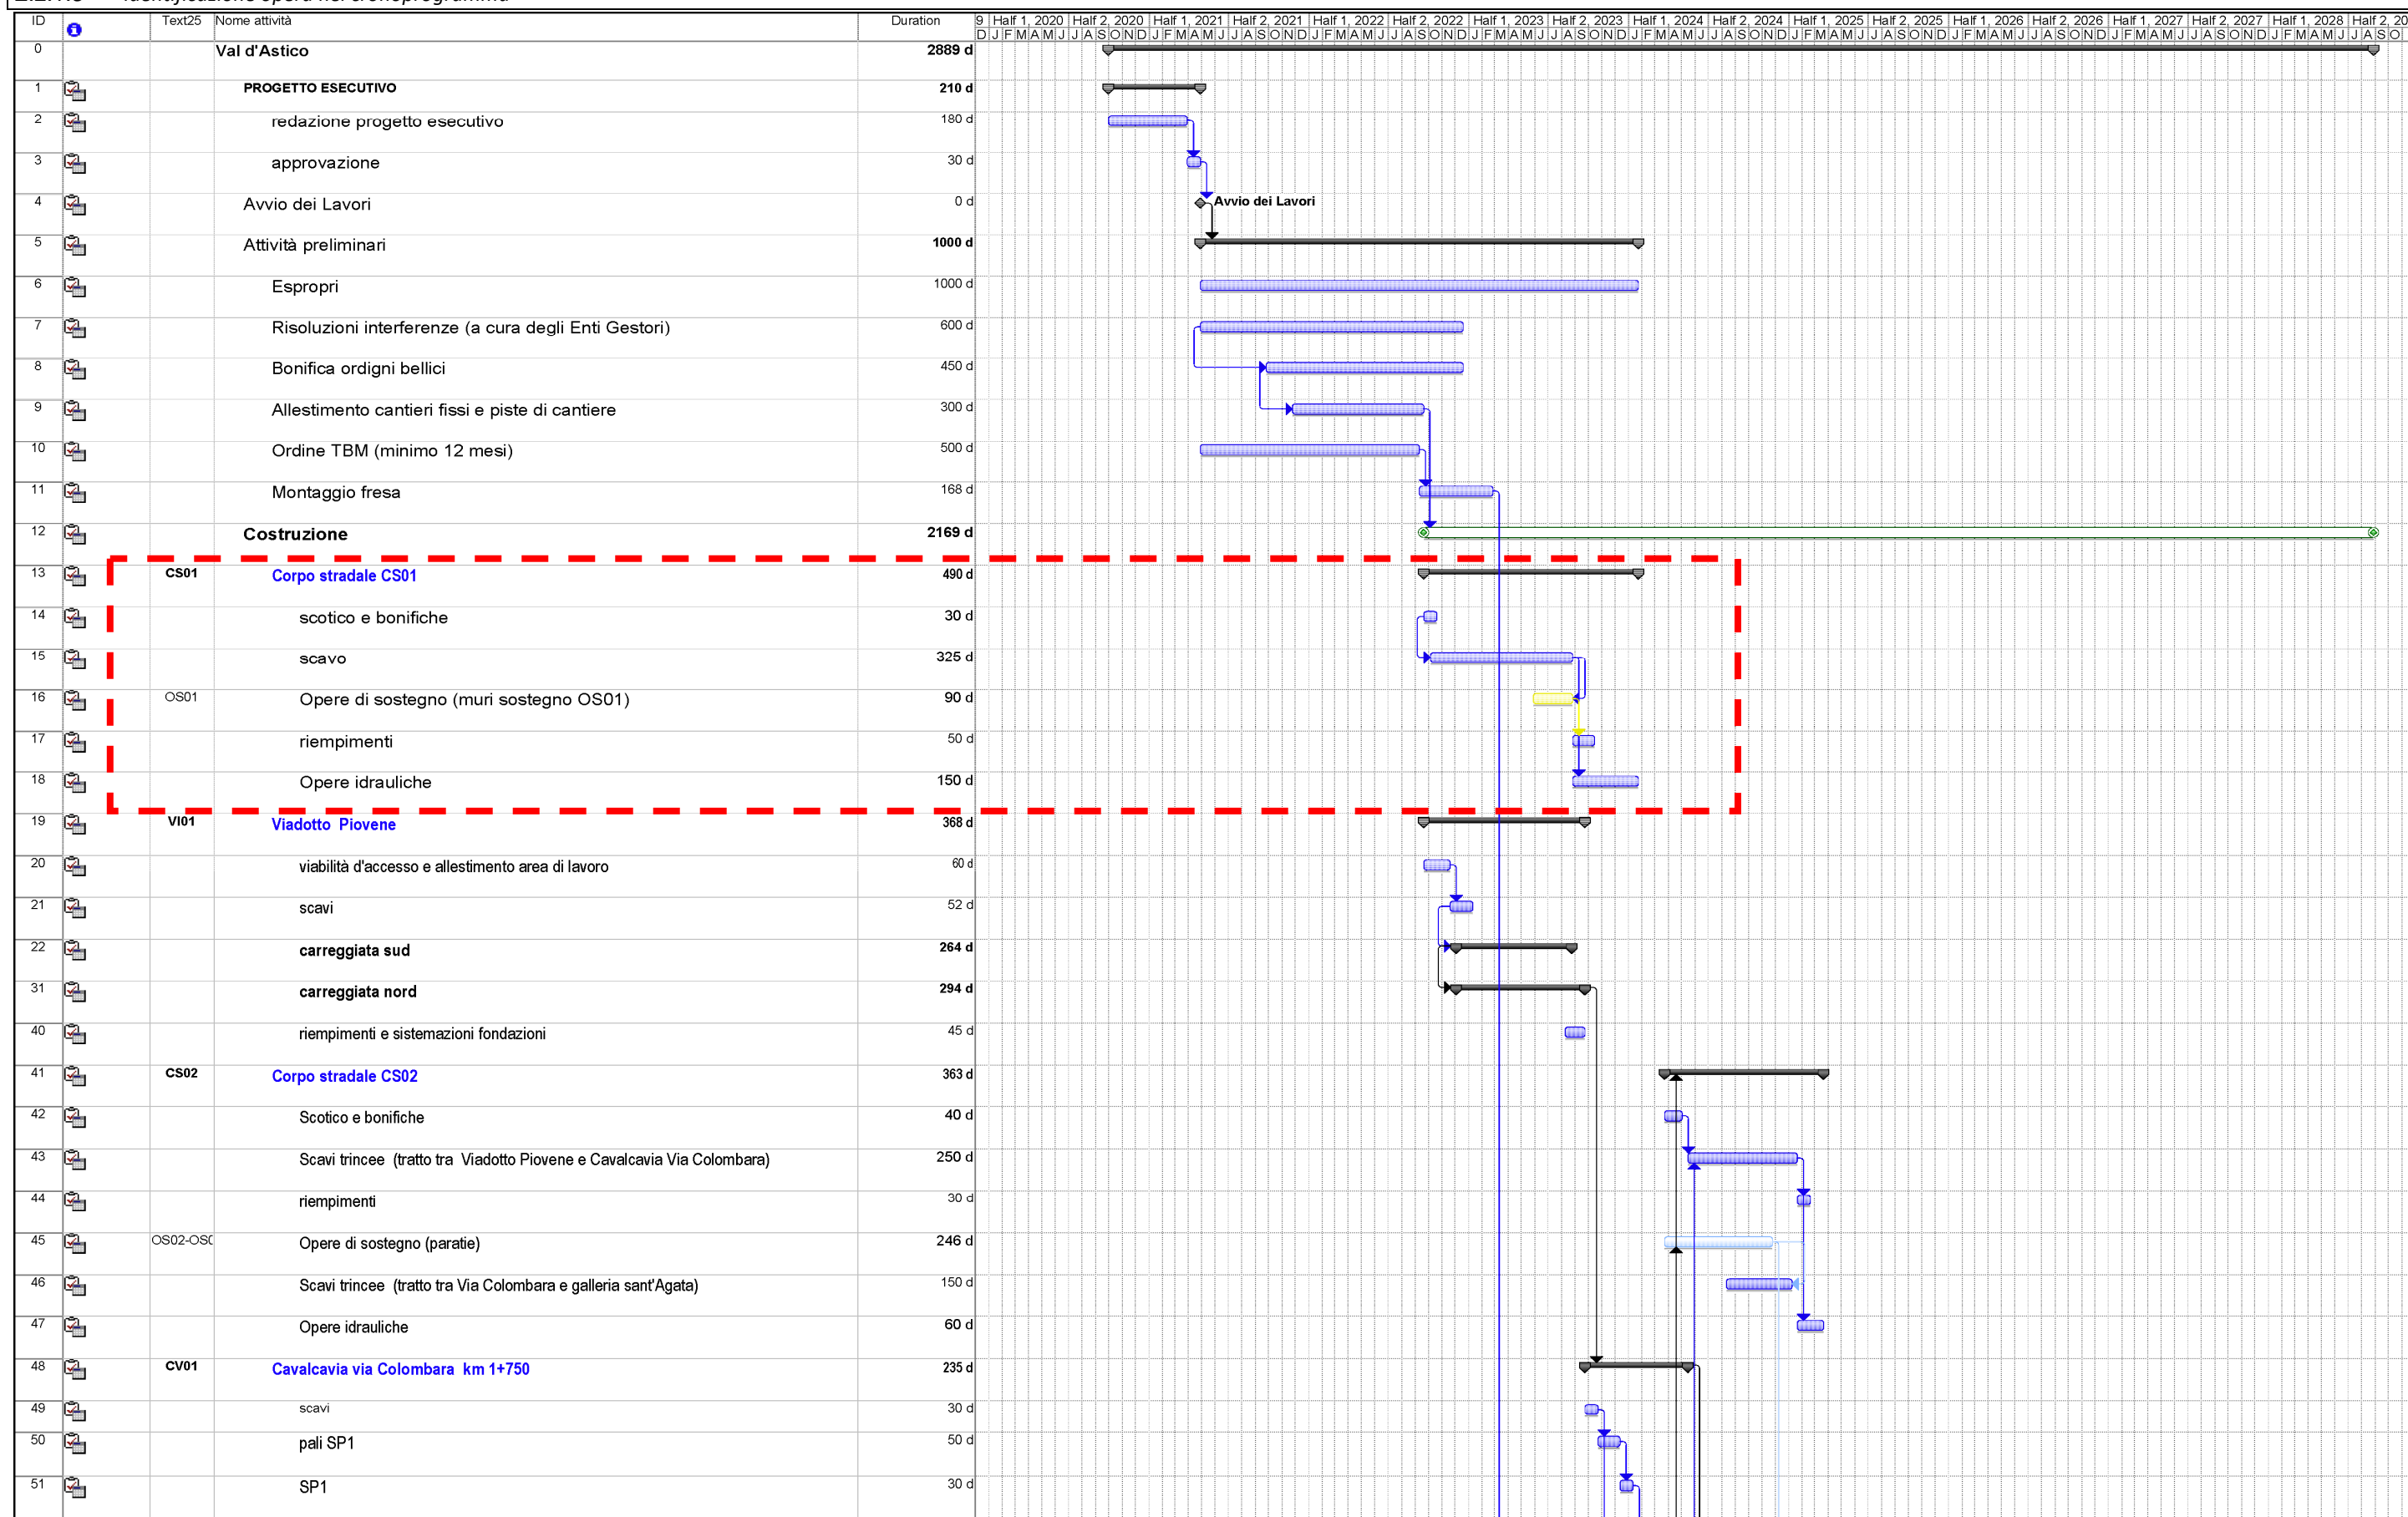 Identificazione opera nel cronoprogramma
ID Text25 Nome attività Duration 9 Half 1, 2020 Half 2, 2020 Half 1, 2021 Half 2, 2021 Half 1, 2022 Half 2, 2022 Half 1, 2023 Half 2, 2023 Half 1, 2024 Half 2, 2024 Half 1, 2025 Half 2, 2025 Half 1, 2026 Half 2, 2026 Half 1, 2027 Half 2, 2027 Half 1, 2028 Half 2, 20
D J F M A M J J A S O N D J F M A M J J A S O N D J F M A M J J A S O N D J F M A M J J A S O N D J F M A M J J A S O N D J F M A M J J A S O N D J F M A M J J A S O N D J F M A M J J A S O N D J F M A M J J A S O
0 Val d'Astico 2889 d
1 PROGETTO ESECUTIVO 210 d
2 redazione progetto esecutivo 180 d
3 approvazione 30 d
4 Avvio dei Lavori 0 d Avvio dei Lavori
5 Attività preliminari 1000 d
6 Espropri 1000 d
7 Risoluzioni interferenze (a cura degli Enti Gestori) 600 d
8 Bonifica ordigni bellici 450 d
9 Allestimento cantieri fissi e piste di cantiere 300 d
10 Ordine TBM (minimo 12 mesi) 500 d
11 Montaggio fresa 168 d
12 Costruzione 2169 d
13 CS01 Corpo stradale CS01 490 d
14 scotico e bonifiche 30 d
15 scavo 325 d
16 OS01 Opere di sostegno (muri sostegno OS01) 90 d
17 riempimenti 50 d
18 Opere idrauliche 150 d
19 VI01 Viadotto Piovene 368 d
20 viabilità d'accesso e allestimento area di lavoro 60 d
21 scavi 52 d
22 carreggiata sud 264 d
31 carreggiata nord 294 d
40 riempimenti e sistemazioni fondazioni 45 d
41 CS02 Corpo stradale CS02 363 d
42 Scotico e bonifiche 40 d
43 Scavi trincee (tratto tra Viadotto Piovene e Cavalcavia Via Colombara) 250 d
44 riempimenti 30 d
45 OS02-OS0 Opere di sostegno (paratie) 246 d
46 Scavi trincee (tratto tra Via Colombara e galleria sant'Agata) 150 d
47 Opere idrauliche 60 d
48 CV01 Cavalcavia via Colombara km 1+750 235 d
49 scavi 30 d
50 pali SP1 50 d
51 SP1 30 d